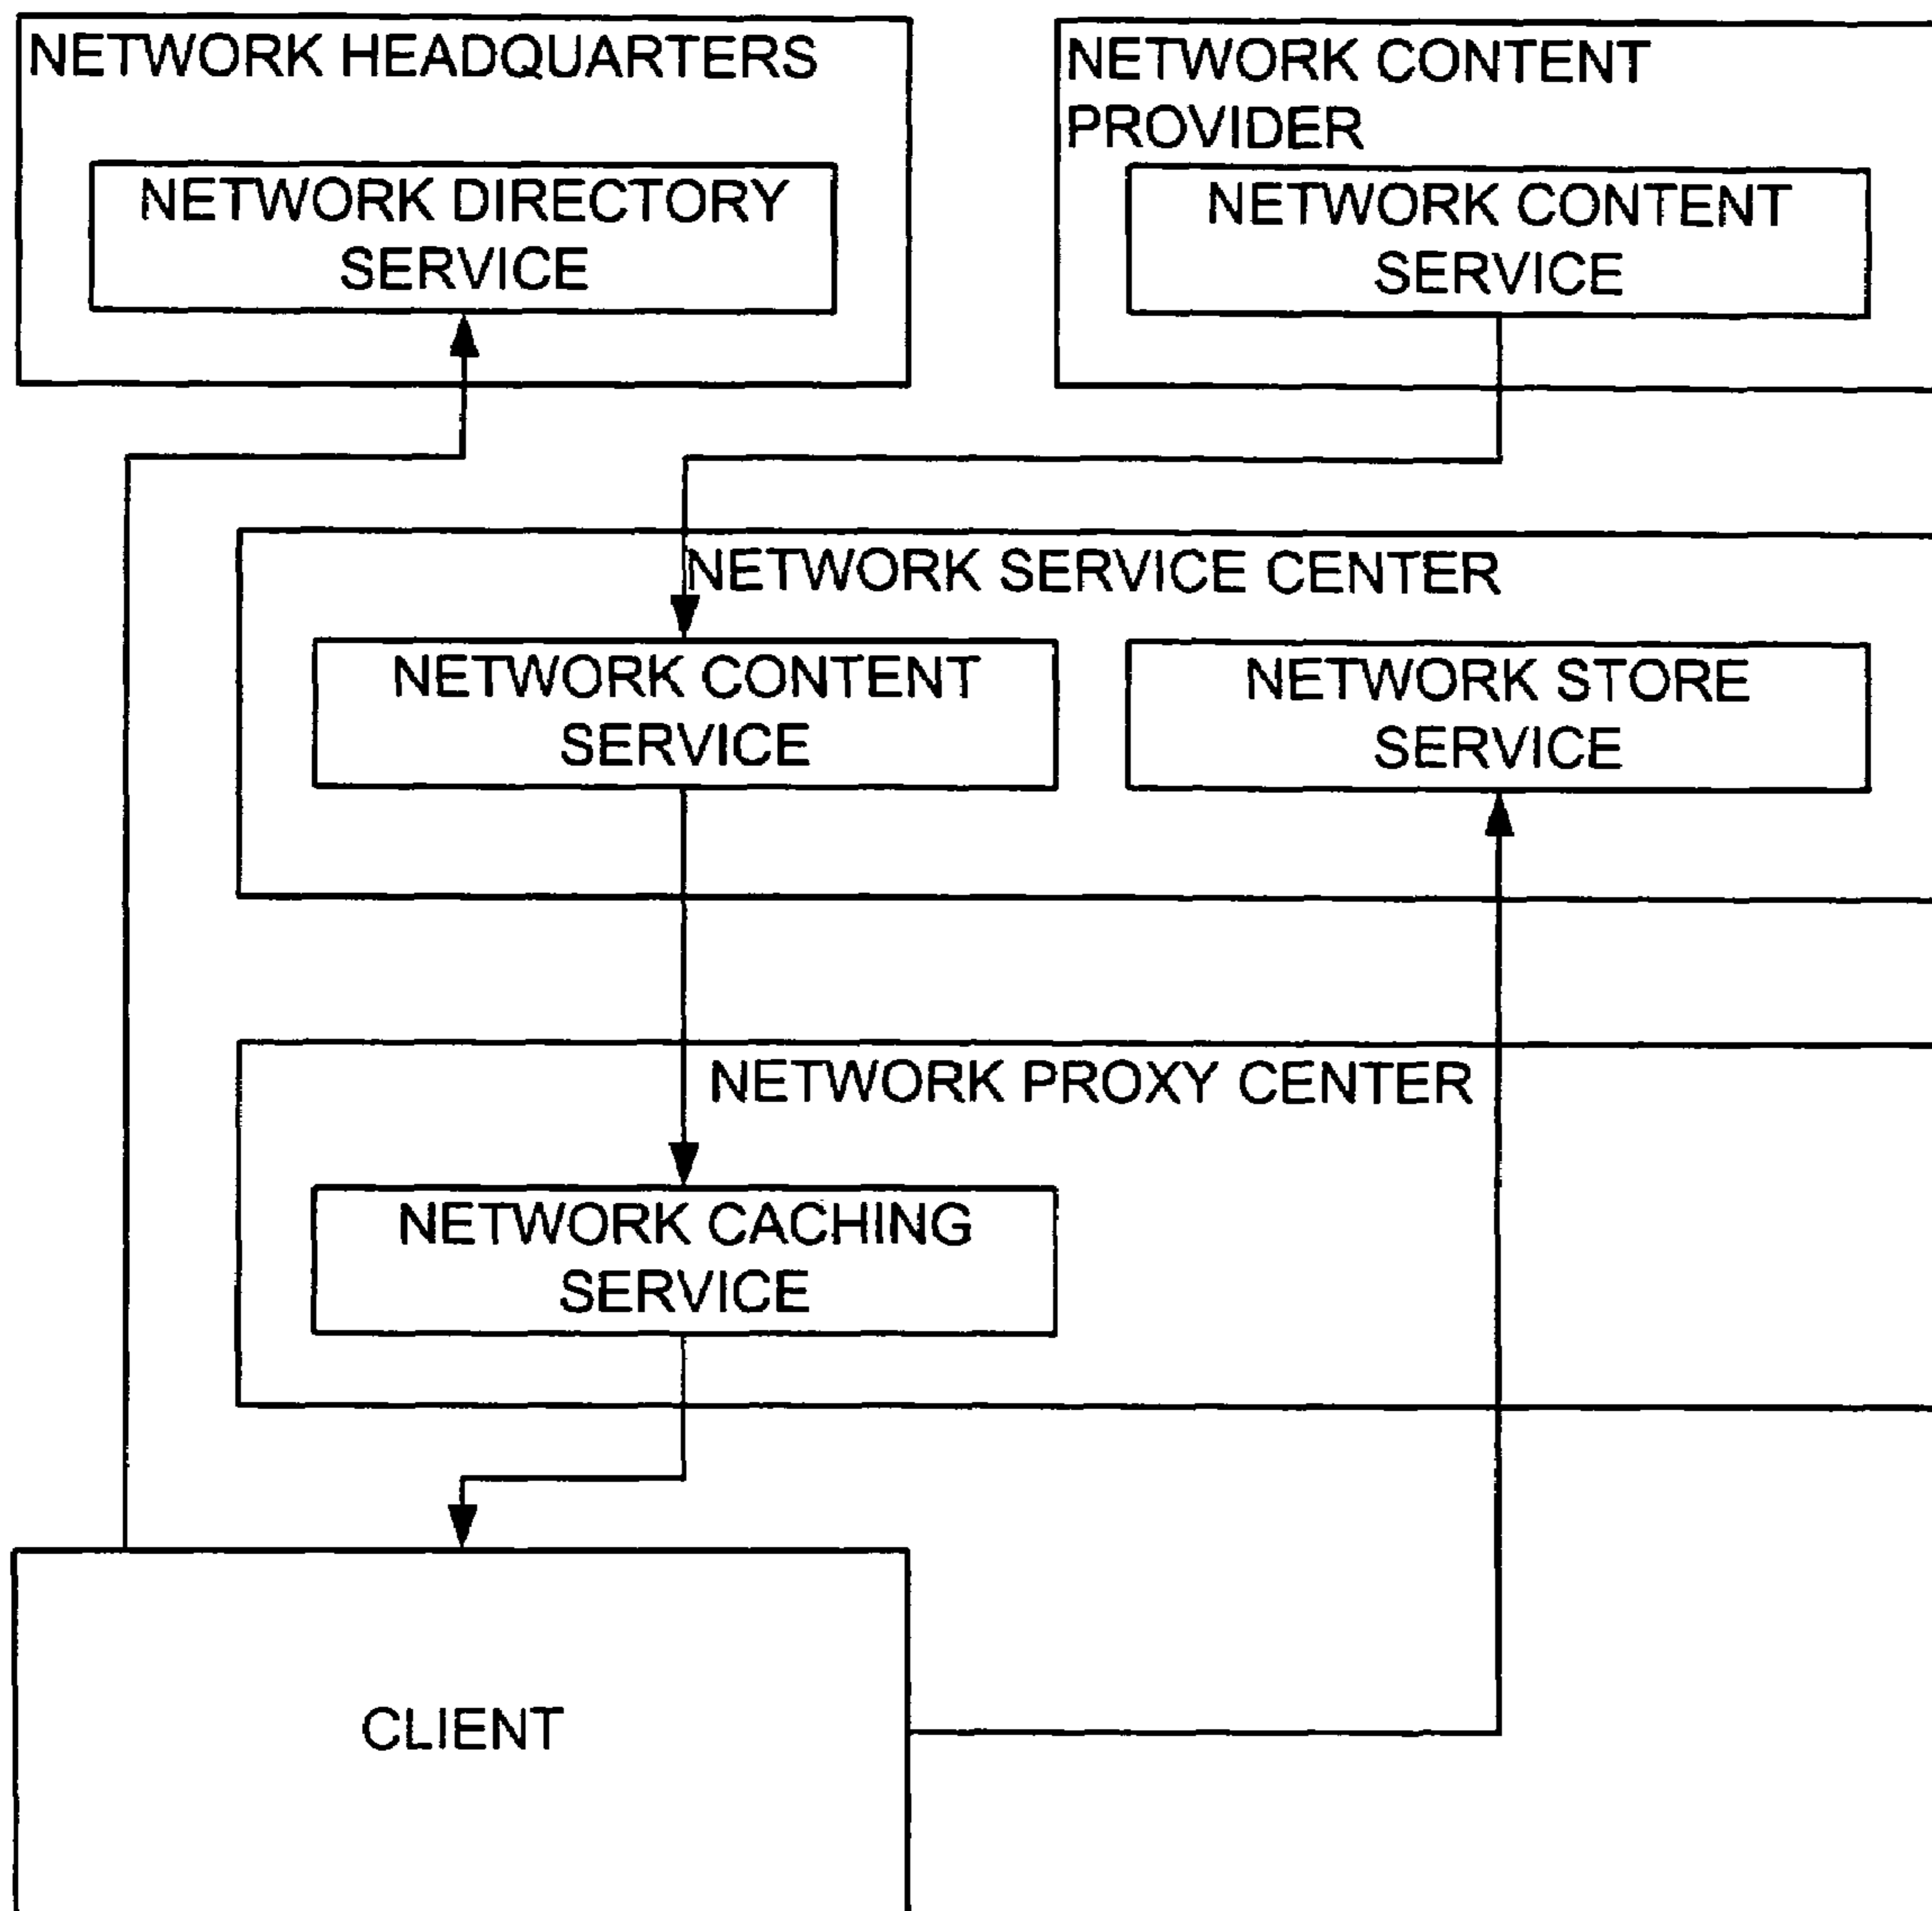 NETWORK HEADQUARTERS
NETWORK DIRECTORY
SERVICE
NETWORK CONTENT
PROVIDER
NETWORK CONTENT
SERVICE
NETWORK SERVICE CENTER
NETWORK CONTENT
SERVICE
NETWORK STORE
SERVICE
NETWORK PROXY CENTER
NETWORK CACHING
SERVICE
CLIENT